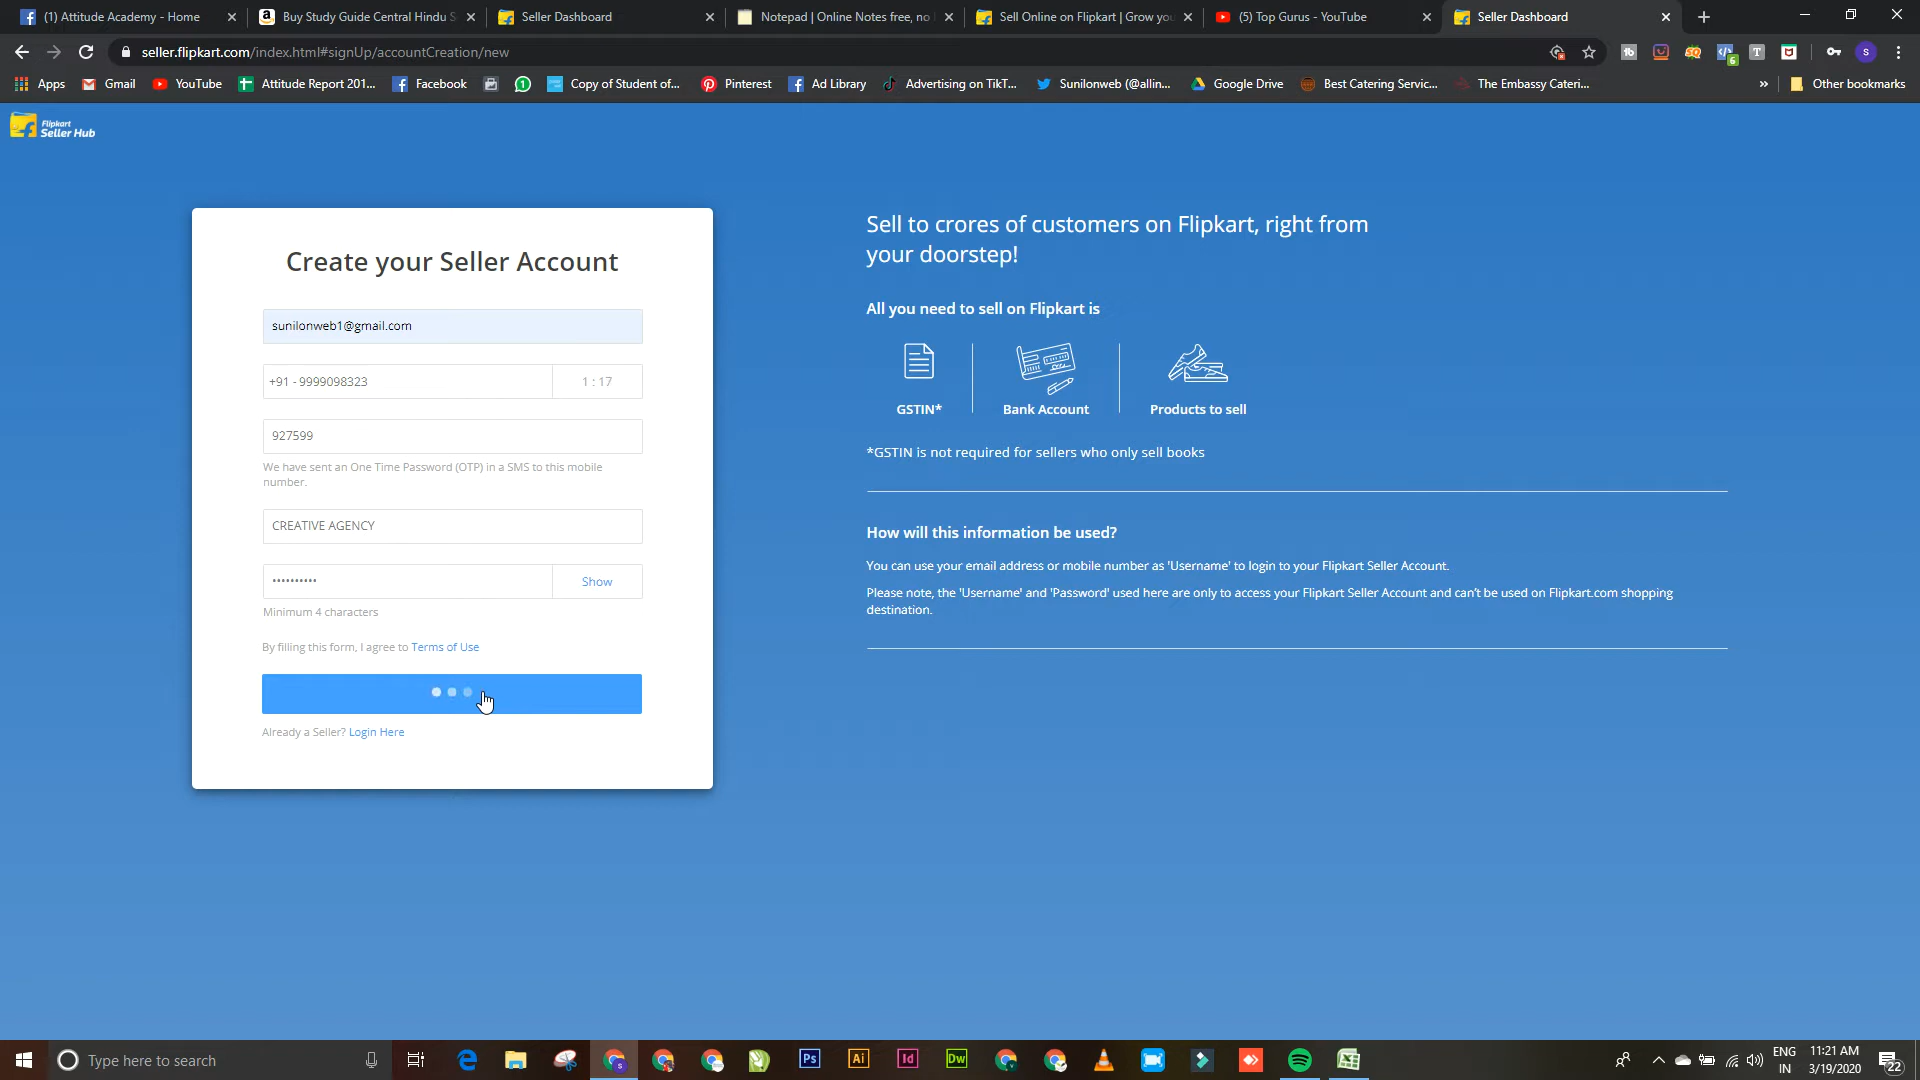 (1) Attitude Academy - Home
Buy Study Guide Central Hindu S
Seller Dashboard
Notepad | Online Notes free, no
Sell Online on Flipkart | Grow you
(5) Top Gurus - YouTube
Seller Dashboard
seller.flipkart.com/index.html#signUp/accountCreation/new
Apps
Gmail
YouTube
Attitude Report 201...
Facebook
Copy of Student of...
Pinterest
Ad Library
Advertising on TikT...
Sunilonweb (@allin...
Google Drive
Best Catering Servic...
The Embassy Cateri...
»
Other bookmarks
Flipkart
Seller Hub
Create your Seller Account
sunilonweb1@gmail.com
+91 - 9999098323
1 : 17
927599
We have sent an One Time Password (OTP) in a SMS to this mobile
number.
CREATIVE AGENCY
Show
Minimum 4 characters
By filling this form, I agree to Terms of Use
Already a Seller? Login Here
Sell to crores of customers on Flipkart, right from
your doorstep!
All you need to sell on Flipkart is
GSTIN*
Bank Account
Products to sell
*GSTIN is not required for sellers who only sell books
How will this information be used?
You can use your email address or mobile number as 'Username' to login to your Flipkart Seller Account.
Please note, the 'Username' and 'Password' used here are only to access your Flipkart Seller Account and can't be used on Flipkart.com shopping
destination.
Type here to search
Ps
Ai
Id
Dw
ENG
IN
11:21 AM
3/19/2020
22